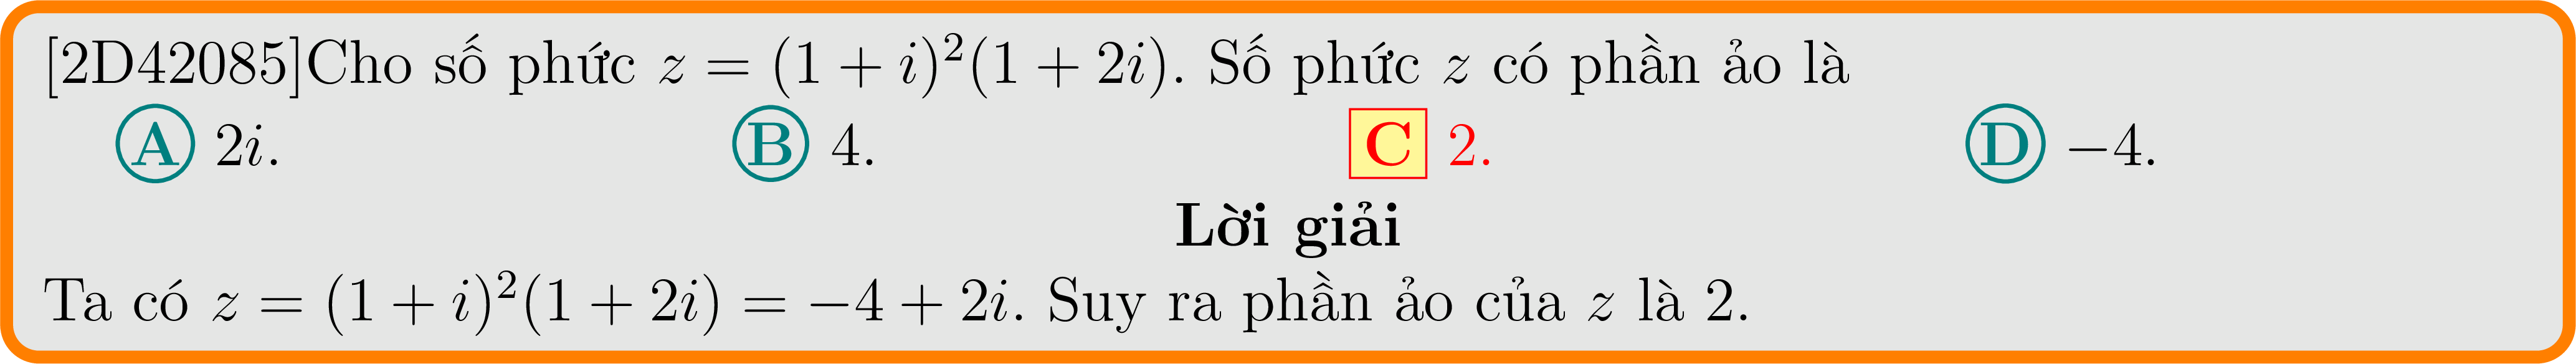 [2D42085]Cho số phức z = (1 + i)²(1 + 2i). Số phức z có phần ảo là
A 2i. B 4. C 2. D −4.
Lời giải
Ta có z = (1 + i)²(1 + 2i) = −4 + 2i. Suy ra phần ảo của z là 2.